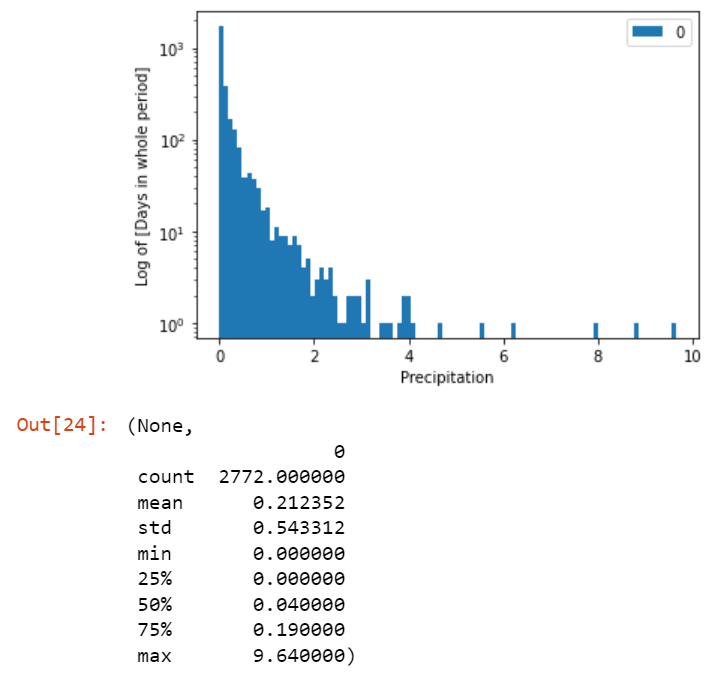 0
10³
10²
10¹
10⁰
Log of [Days in whole period]
0 2 4 6 8 10
Precipitation
Out[24]: (None,
0
count 2772.000000
mean 0.212352
std 0.543312
min 0.000000
25% 0.000000
50% 0.040000
75% 0.190000
max 9.640000)